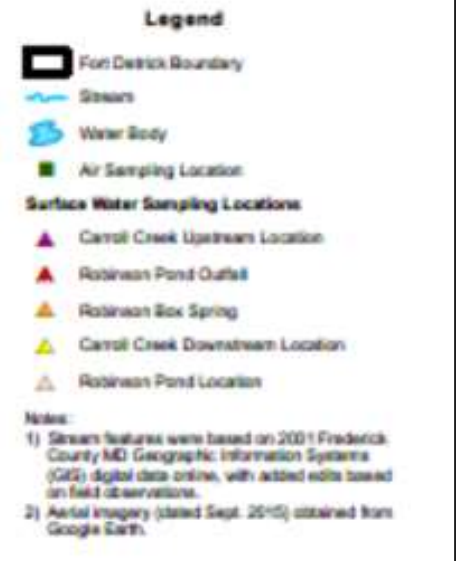 Legend
Fort Detrick Boundary
Stream
Water Body
Air Sampling Location
Surface Water Sampling Locations
Carroll Creek Upstream Location
Robinson Pond Outfall
Robinson Box Spring
Carroll Creek Downstream Location
Robinson Pond Location
Notes:
1) Stream features were based on 2001 Frederick
County MD Geographic Information Systems
(GIS) digital data online, with added edits based
on field observations.
2) Aerial imagery (dated Sept. 2015) obtained from
Google Earth.